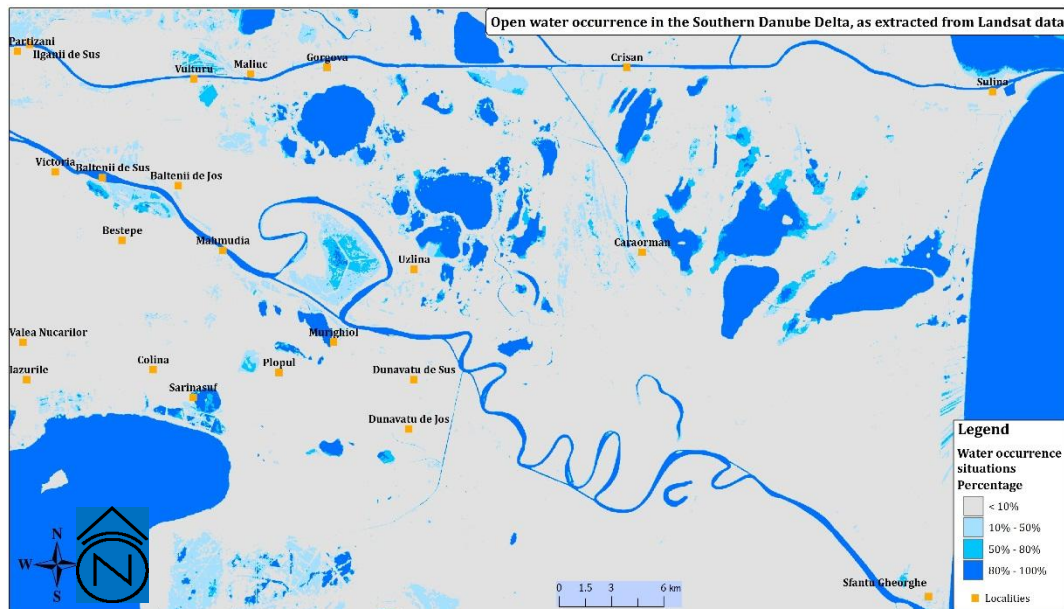 Open water occurrence in the Southern Danube Delta, as extracted from Landsat data
Partizani
Ilganii de Sus
Vulturu
Maliuc
Gorgova
Crisan
Sulina
Victoria
Baltenii de Sus
Baltenii de Jos
Bestepe
Mahmudia
Uzlina
Caraorman
Valea Nucarilor
Murighiol
Iazurile
Colina
Plopul
Dunavatu de Sus
Sarinasuf
Dunavatu de Jos
Sfantu Gheorghe
Legend
Water occurrence
situations
Percentage
< 10%
10% - 50%
50% - 80%
80% - 100%
Localities
N
W
E
S
N
0 1.5 3 6 km